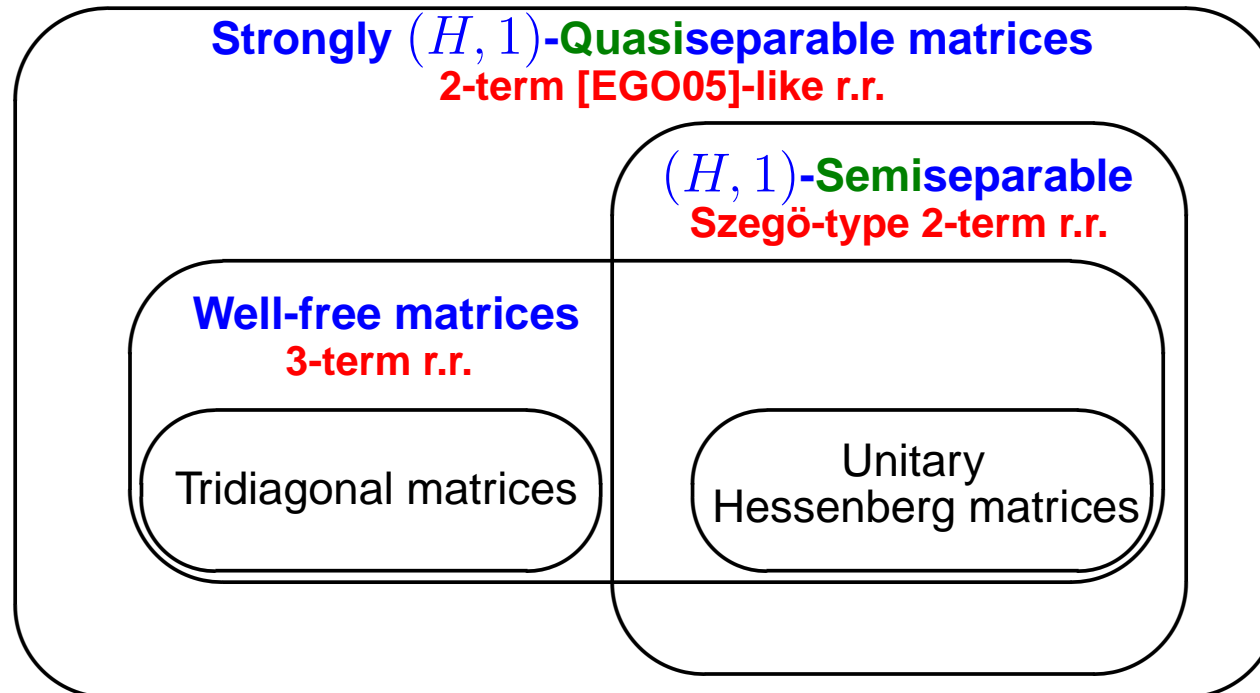 Strongly (H, 1)-Quasiseparable matrices
2-term [EGO05]-like r.r.
(H, 1)-Semiseparable
Szegö-type 2-term r.r.
Well-free matrices
3-term r.r.
Tridiagonal matrices
Unitary
Hessenberg matrices